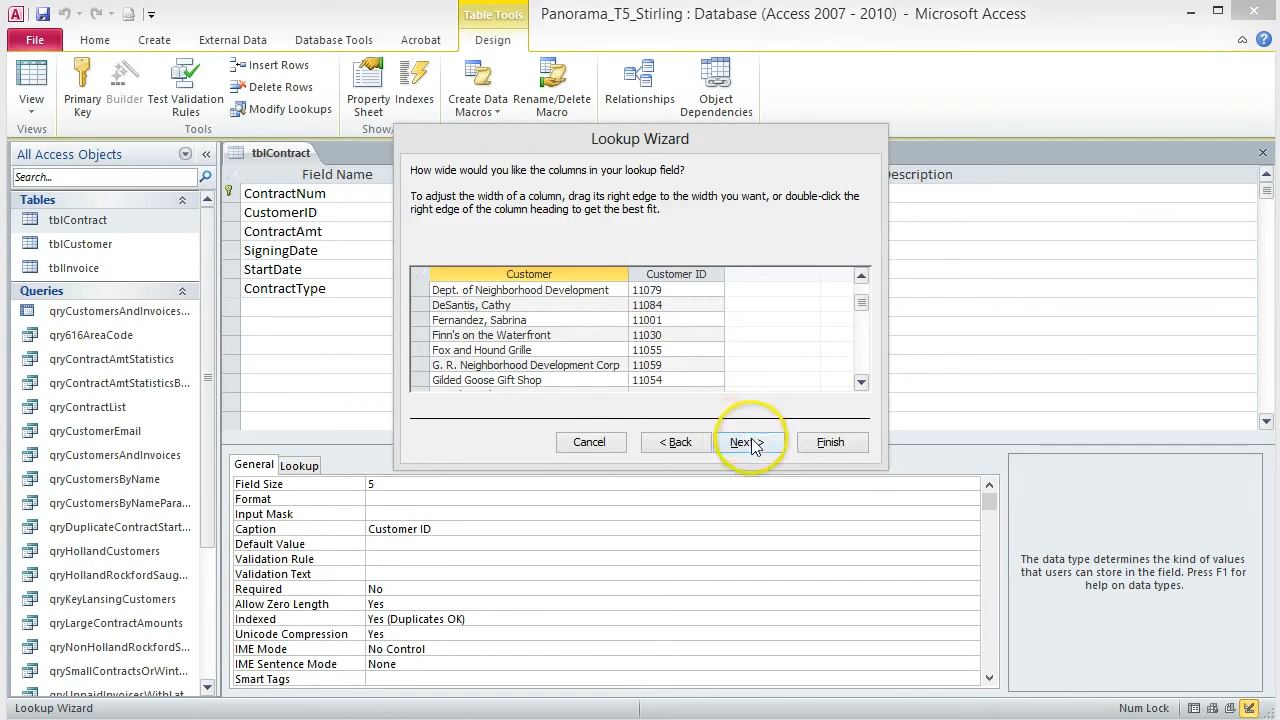 Table Tools
Panorama_T5_Stirling : Database (Access 2007 - 2010) - Microsoft Access
File Home Create External Data Database Tools Acrobat Design
View
Views
Primary Key
Builder
Test Validation Rules
Insert Rows
Delete Rows
Modify Lookups
Tools
Property Sheet
Indexes
Show/
Create Data Macros
Rename/Delete Macro
Relationships
Object Dependencies
All Access Objects
Search...
Tables
tblContract
tblCustomer
tblInvoice
Queries
qryCustomersAndInvoices...
qry616AreaCode
qryContractAmtStatistics
qryContractAmtStatisticsB...
qryContractList
qryCustomerEmail
qryCustomersAndInvoices
qryCustomersByName
qryCustomersByNamePara...
qryDuplicateContractStart...
qryHollandCustomers
qryHollandRockfordSaug...
qryKeyLansingCustomers
qryLargeContractAmounts
qryNonHollandRockfordS...
qrySmallContractsOrWint...
qryUnpaidInvoicesWithLat...
tblContract
Field Name
Description
ContractNum
CustomerID
ContractAmt
SigningDate
StartDate
ContractType
Lookup Wizard
How wide would you like the columns in your lookup field?
To adjust the width of a column, drag its right edge to the width you want, or double-click the
right edge of the column heading to get the best fit.
Customer Customer ID
Dept. of Neighborhood Development 11079
DeSantis, Cathy 11084
Fernandez, Sabrina 11001
Finn's on the Waterfront 11030
Fox and Hound Grille 11055
G. R. Neighborhood Development Corp 11059
Gilded Goose Gift Shop 11054
Cancel < Back Next > Finish
General Lookup
Field Size 5
Format
Input Mask
Caption Customer ID
Default Value
Validation Rule
Validation Text
Required No
Allow Zero Length Yes
Indexed Yes (Duplicates OK)
Unicode Compression Yes
IME Mode No Control
IME Sentence Mode None
Smart Tags
The data type determines the kind of values
that users can store in the field. Press F1 for
help on data types.
Lookup Wizard
Num Lock